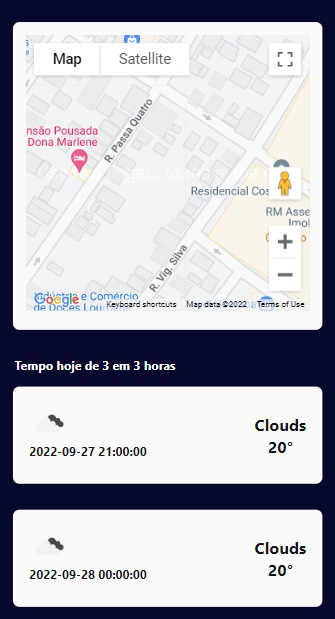 Map
Satellite
nsão Pousada
Dona Marlene
R. Passa Quatro
Residencial Cos
RM Asse
Imol
R. Vig. Silva
Indústria e Comércio
de Doces Lou
Google
Keyboard shortcuts
Map data ©2022
Terms of Use
Tempo hoje de 3 em 3 horas
Clouds
2022-09-27 21:00:00
20°
Clouds
2022-09-28 00:00:00
20°